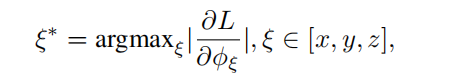 ξ* = argmax_ξ |∂L/∂ϕ_ξ|, ξ ∈ [x, y, z],